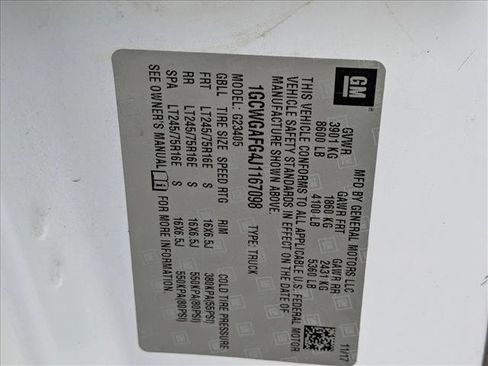 GM
MFD BY GENERAL MOTORS LLC 11/17
GVWR GAWR FRT GAWR RR
3901 KG 1860 KG 2431 KG
8600 LB 4100 LB 5360 LB
THIS VEHICLE CONFORMS TO ALL APPLICABLE U.S. FEDERAL MOTOR
VEHICLE SAFETY STANDARDS IN EFFECT ON THE DATE OF
MANUFACTURE SHOWN ABOVE.
1GCWGAFG4J1167098 TYPE: TRUCK
MODEL: G23405
GBLL TIRE SIZE SPEED RTG RIM COLD TIRE PRESSURE
FRT LT245/75R16E S 16X6.5J 380KPA(55PSI)
RR LT245/75R16E S 16X6.5J 550KPA(80PSI)
SPA LT245/75R16E S 16X6.5J 550KPA(80PSI)
SEE OWNER'S MANUAL FOR MORE INFORMATION.